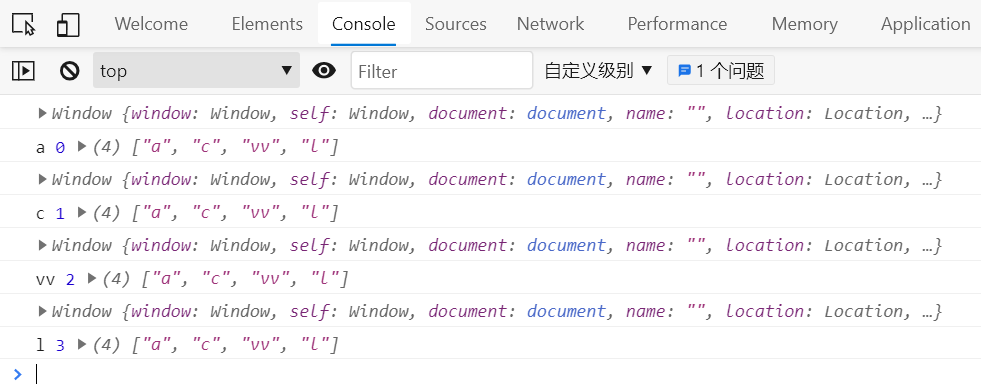 Welcome Elements Console Sources Network Performance Memory Application
top Filter 自定义级别 1 个问题
Window {window: Window, self: Window, document: document, name: "", location: Location, …}
a 0 (4) ["a", "c", "vv", "l"]
Window {window: Window, self: Window, document: document, name: "", location: Location, …}
c 1 (4) ["a", "c", "vv", "l"]
Window {window: Window, self: Window, document: document, name: "", location: Location, …}
vv 2 (4) ["a", "c", "vv", "l"]
Window {window: Window, self: Window, document: document, name: "", location: Location, …}
l 3 (4) ["a", "c", "vv", "l"]